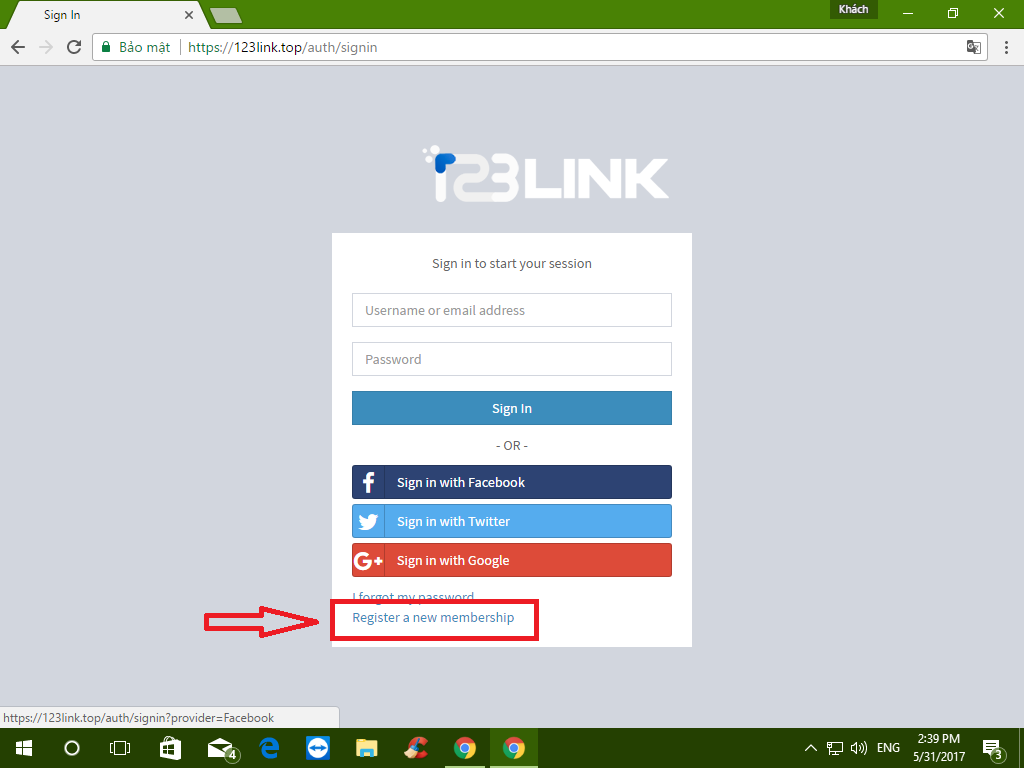 Sign In
Khách
Bảo mật
https://123link.top/auth/signin
123LINK
Sign in to start your session
Username or email address
Password
Sign In
- OR -
Sign in with Facebook
Sign in with Twitter
G+ Sign in with Google
I forgot my password
Register a new membership
https://123link.top/auth/signin?provider=Facebook
4
ENG
2:39 PM
5/31/2017
3